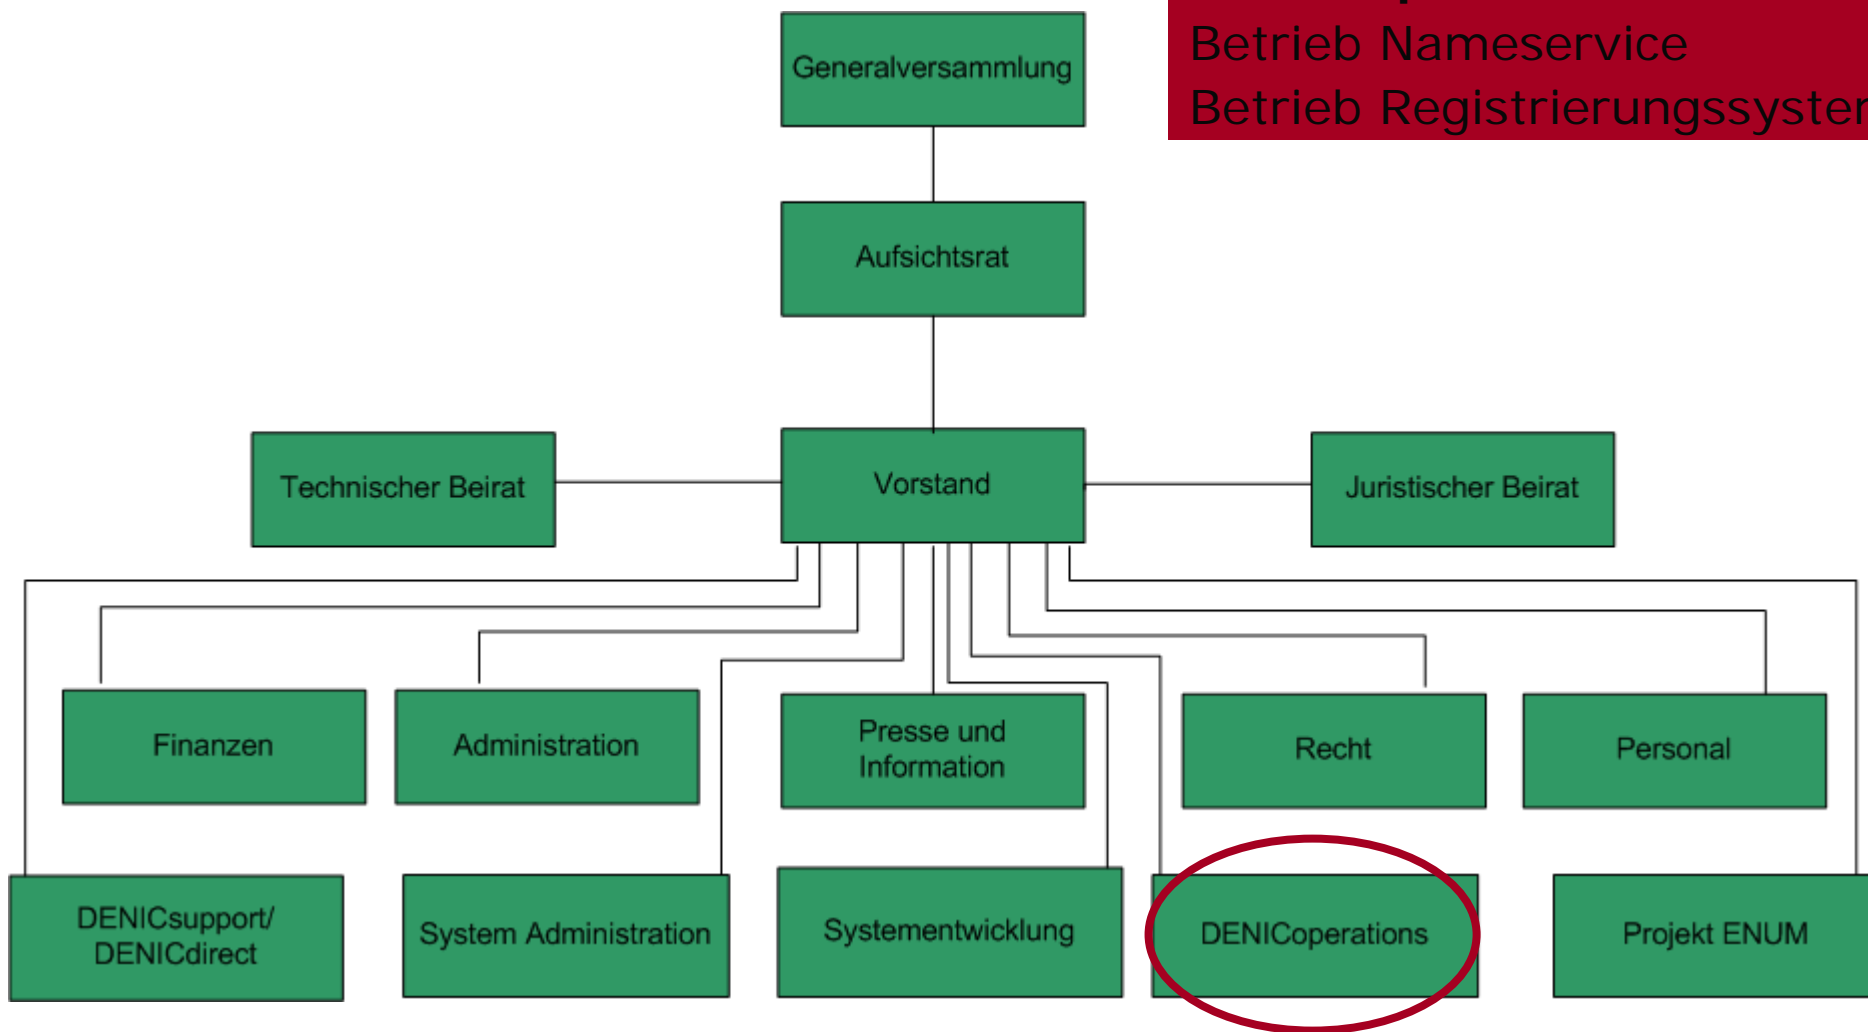 Betrieb Nameservice
Betrieb Registrierungssystem
Generalversammlung
Aufsichtsrat
Technischer Beirat
Vorstand
Juristischer Beirat
Finanzen
Administration
Presse und
Information
Recht
Personal
DENICsupport/
DENICdirect
System Administration
Systementwicklung
DENICoperations
Projekt ENUM